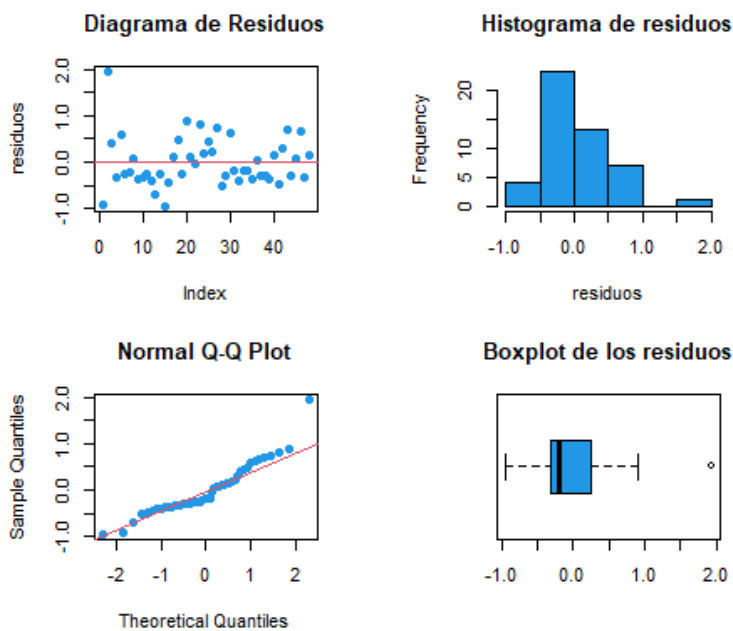 Diagrama de Residuos
residuos
-1.0 0.0 1.0 2.0
0 10 20 30 40
Index
Histograma de residuos
Frequency
0 5 10 20
-1.0 0.0 1.0 2.0
residuos
Normal Q-Q Plot
Sample Quantiles
-1.0 0.0 1.0 2.0
-2 -1 0 1 2
Theoretical Quantiles
Boxplot de los residuos
-1.0 0.0 1.0 2.0